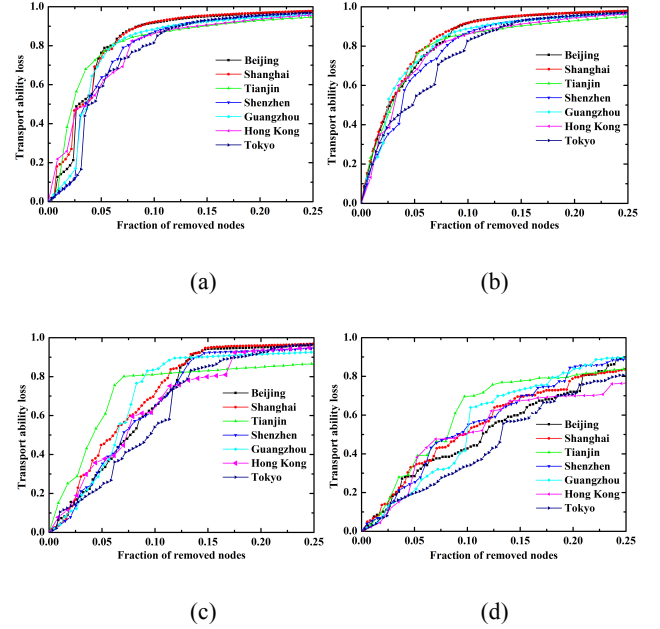 Transport ability loss
1.0
0.8
0.6
0.4
0.2
0.0
Beijing
Shanghai
Tianjin
Shenzhen
Guangzhou
Hong Kong
Tokyo
0.00 0.05 0.10 0.15 0.20 0.25
Fraction of removed nodes
(a)
Transport ability loss
1.0
0.8
0.6
0.4
0.2
0.0
Beijing
Shanghai
Tianjin
Shenzhen
Guangzhou
Hong Kong
Tokyo
0.00 0.05 0.10 0.15 0.20 0.25
Fraction of removed nodes
(b)
Transport ability loss
1.0
0.8
0.6
0.4
0.2
0.0
Beijing
Shanghai
Tianjin
Shenzhen
Guangzhou
Hong Kong
Tokyo
0.00 0.05 0.10 0.15 0.20 0.25
Fraction of removed nodes
(c)
Transport ability loss
1.0
0.8
0.6
0.4
0.2
0.0
Beijing
Shanghai
Tianjin
Shenzhen
Guangzhou
Hong Kong
Tokyo
0.00 0.05 0.10 0.15 0.20 0.25
Fraction of removed nodes
(d)